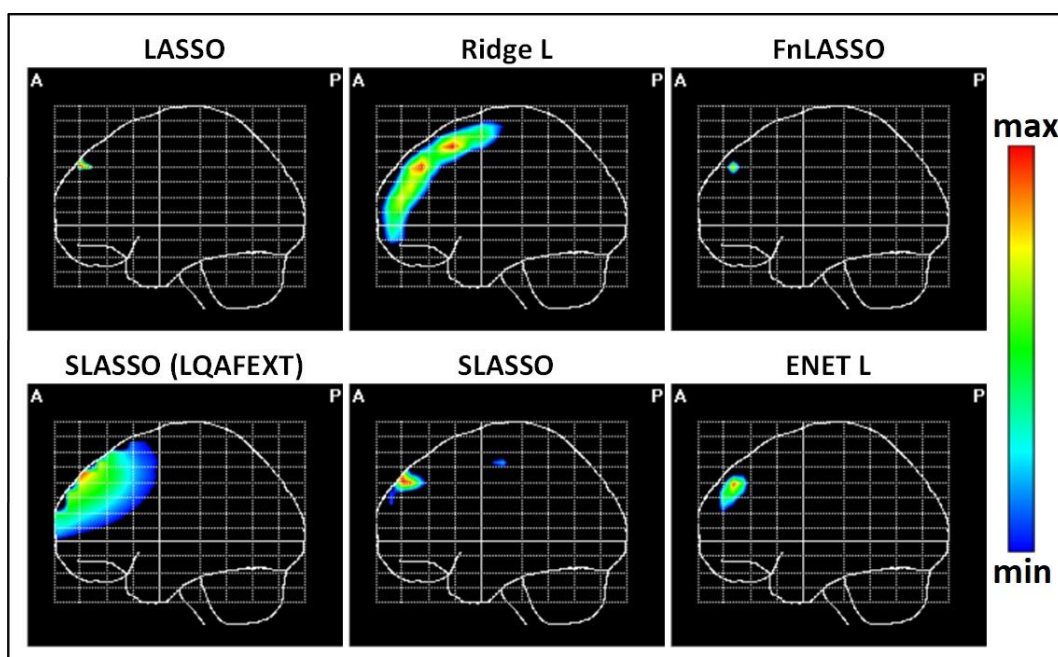 LASSO
Ridge L
FnLASSO
A P
A P
A P
max
SLASSO (LQAFEXT)
SLASSO
ENET L
A P
A P
A P
min